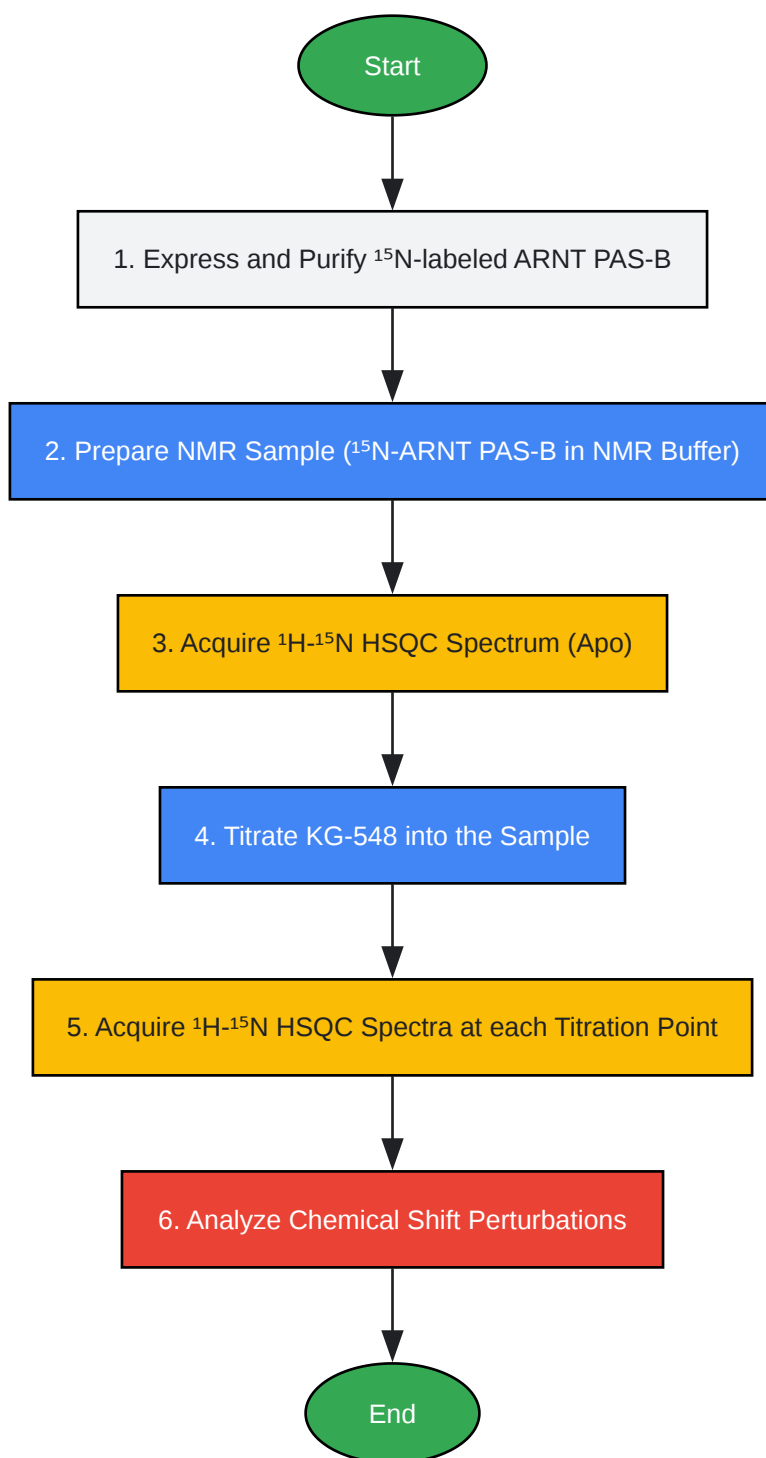 Start
1. Express and Purify ¹⁵N-labeled ARNT PAS-B
2. Prepare NMR Sample (¹⁵N-ARNT PAS-B in NMR Buffer)
3. Acquire ¹H-¹⁵N HSQC Spectrum (Apo)
4. Titrate KG-548 into the Sample
5. Acquire ¹H-¹⁵N HSQC Spectra at each Titration Point
6. Analyze Chemical Shift Perturbations
End